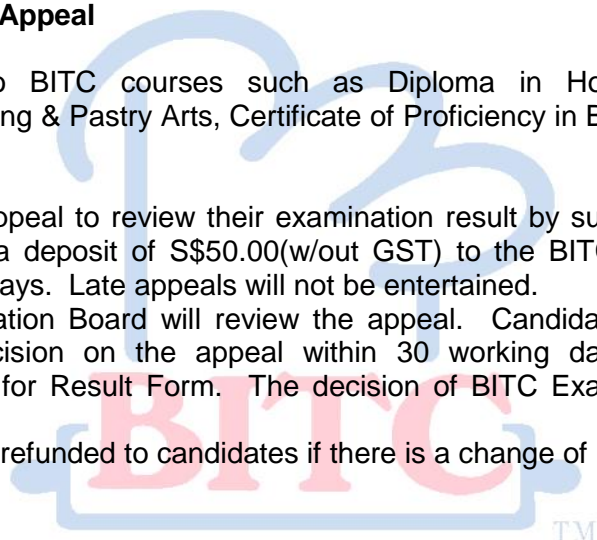 Appeal
BITC courses such as Diploma in Ho
ng & Pastry Arts, Certificate of Proficiency in E
ppeal to review their examination result by su
a deposit of S$50.00(w/out GST) to the BITC
ays. Late appeals will not be entertained.
ation Board will review the appeal. Candida
cision on the appeal within 30 working da
for Result Form. The decision of BITC Exa
refunded to candidates if there is a change of
BITC
TM